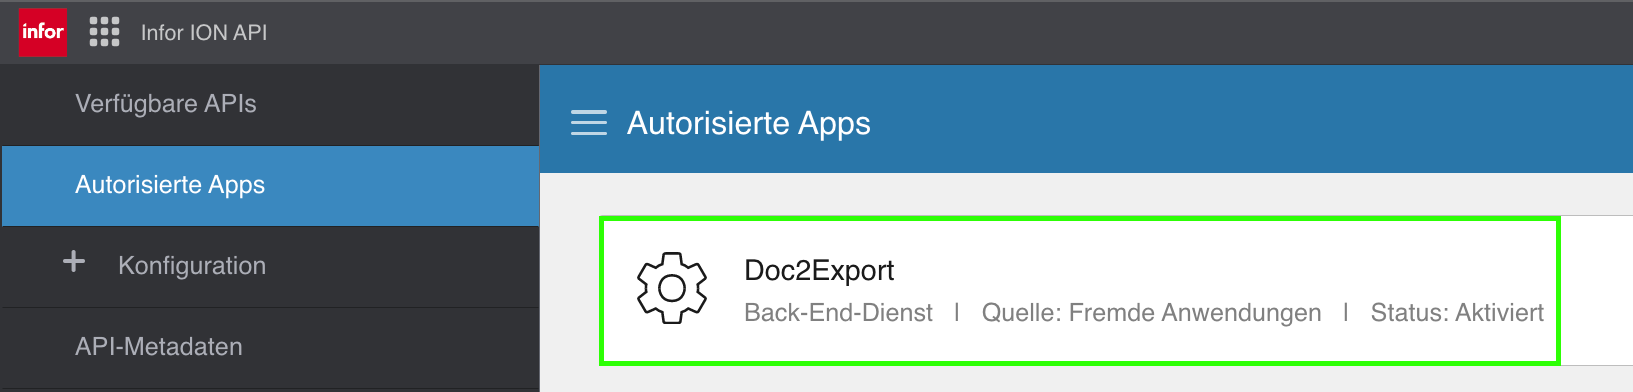 infor Infor ION API
Verfügbare APIs
Autorisierte Apps
Konfiguration
API-Metadaten
Autorisierte Apps
Doc2Export
Back-End-Dienst | Quelle: Fremde Anwendungen | Status: Aktiviert